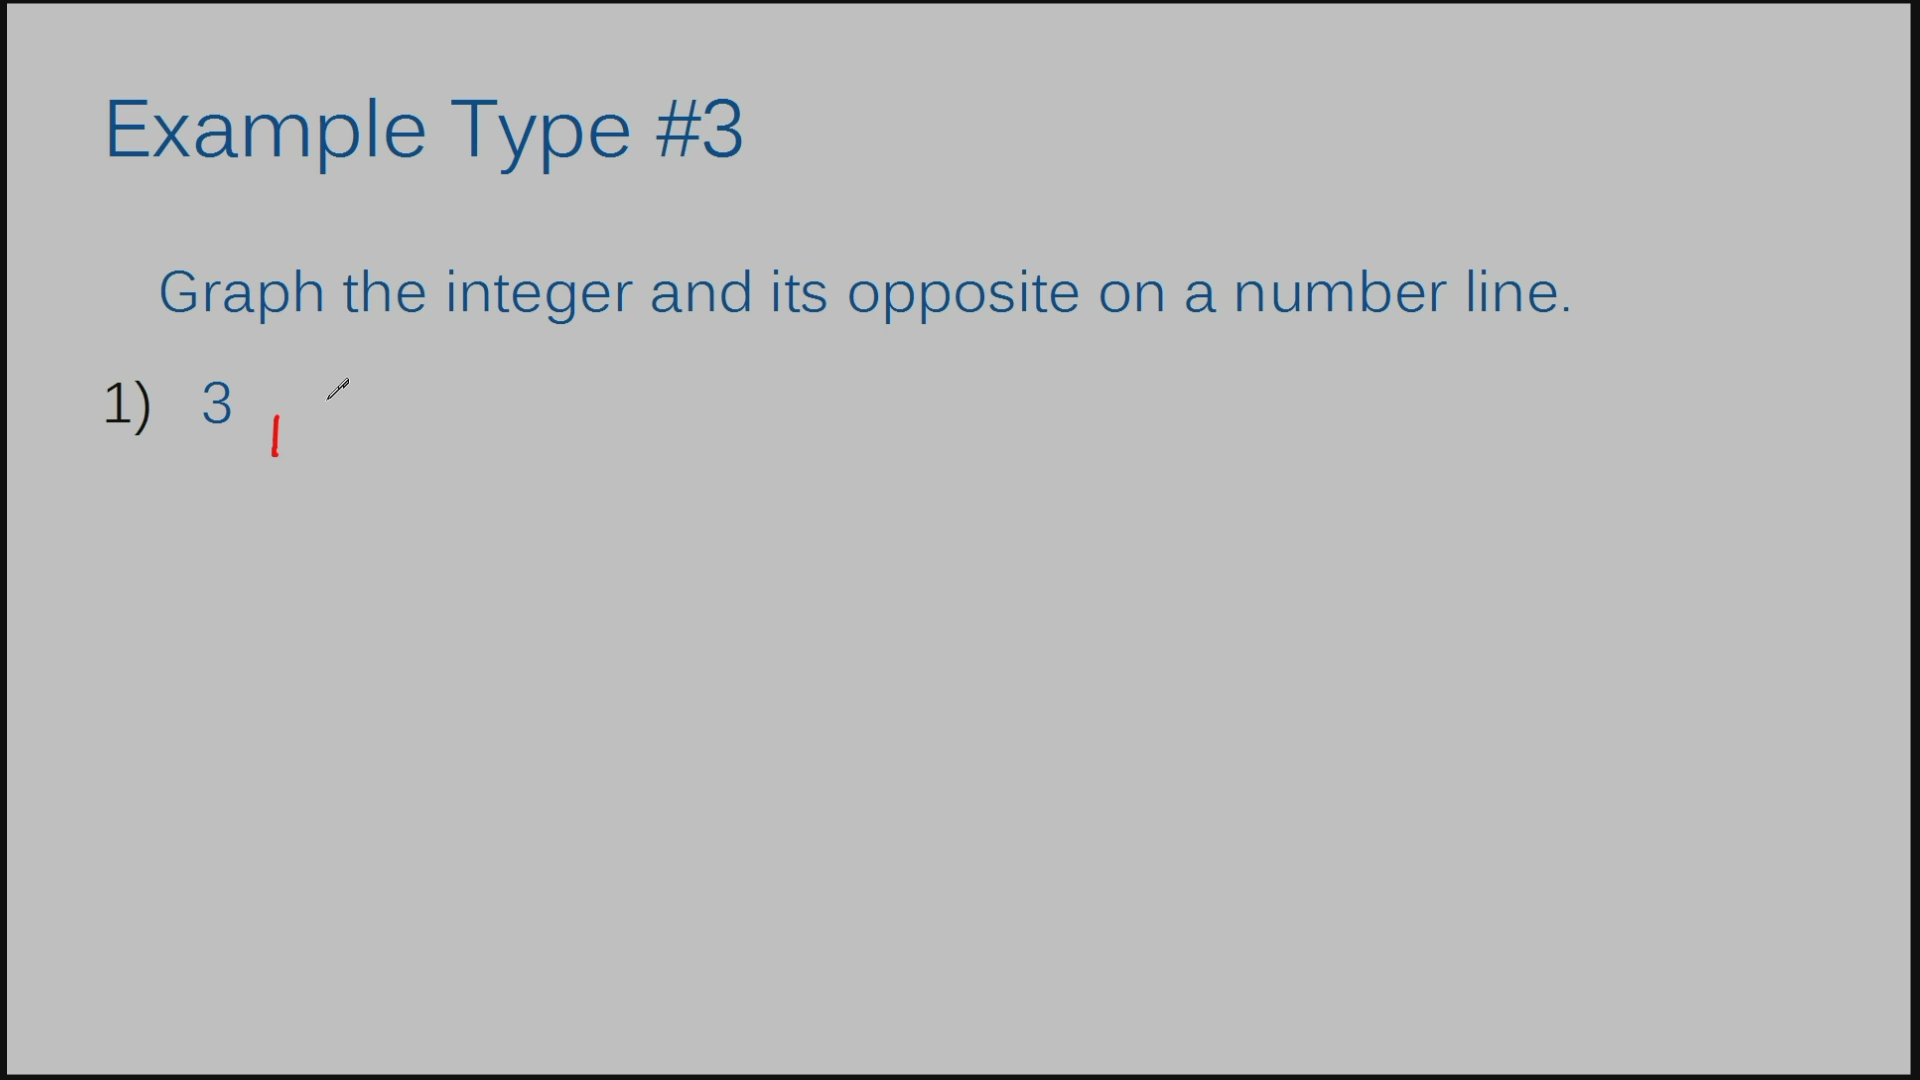 Example Type #3
Graph the integer and its opposite on a number line.
1) 3